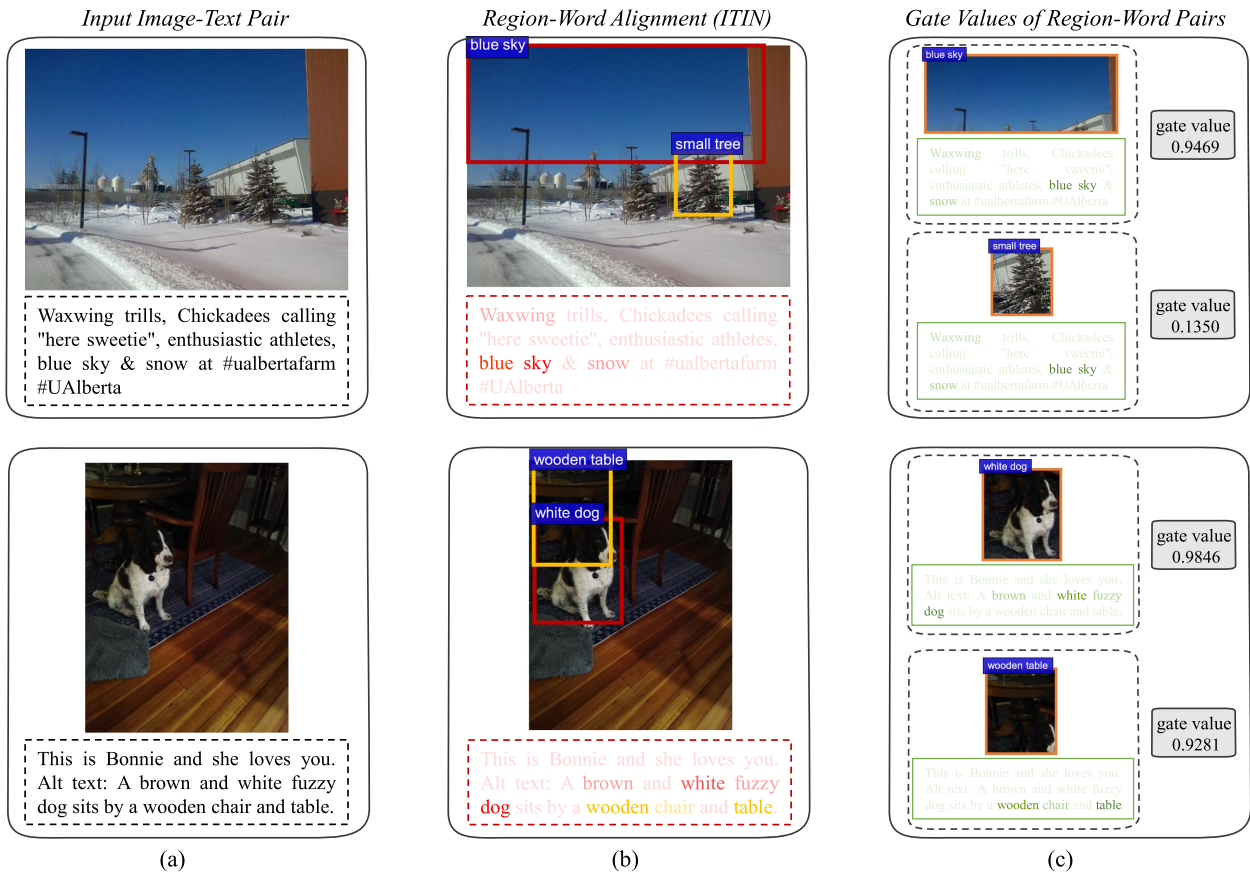 Input Image-Text Pair
Region-Word Alignment (ITIN)
Gate Values of Region-Word Pairs
Waxwing trills, Chickadees calling
"here sweetie", enthusiastic athletes,
blue sky & snow at #ualbertafarm
#UAlberta
blue sky
small tree
Waxwing trills, Chickadees calling
"here sweetie", enthusiastic athletes,
blue sky & snow at #ualbertafarm
#UAlberta
blue sky
Waxwing trills, Chickadees
calling "here sweetie",
enthusiastic athletes, blue sky &
snow at #ualbertafarm #UAlberta
gate value
0.9469
small tree
Waxwing trills, Chickadees
calling "here sweetie",
enthusiastic athletes, blue sky &
snow at #ualbertafarm #UAlberta
gate value
0.1350
This is Bonnie and she loves you.
Alt text: A brown and white fuzzy
dog sits by a wooden chair and table.
wooden table
white dog
This is Bonnie and she loves you.
Alt text: A brown and white fuzzy
dog sits by a wooden chair and table.
white dog
This is Bonnie and she loves you.
Alt text: A brown and white fuzzy
dog sits by a wooden chair and table.
gate value
0.9846
wooden table
This is Bonnie and she loves you.
Alt text: A brown and white fuzzy
dog sits by a wooden chair and table.
gate value
0.9281
(a)
(b)
(c)